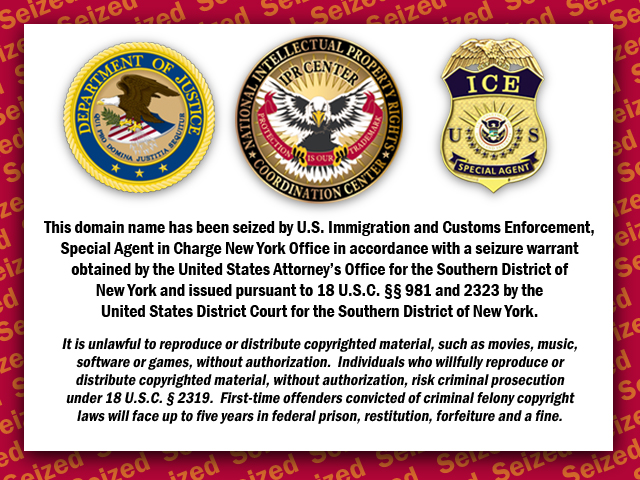 Seized Seized Seized Seized Seized
DEPARTMENT OF JUSTICE
QUI PRO DOMINA JUSTITIA SEQUITUR
NATIONAL INTELLECTUAL PROPERTY RIGHTS
IPR CENTER
PROTECTION IS OUR TRADEMARK
COORDINATION CENTER
ICE
U S
SPECIAL AGENT
This domain name has been seized by U.S. Immigration and Customs Enforcement,
Special Agent in Charge New York Office in accordance with a seizure warrant
obtained by the United States Attorney's Office for the Southern District of
New York and issued pursuant to 18 U.S.C. §§ 981 and 2323 by the
United States District Court for the Southern District of New York.
It is unlawful to reproduce or distribute copyrighted material, such as movies, music,
software or games, without authorization. Individuals who willfully reproduce or
distribute copyrighted material, without authorization, risk criminal prosecution
under 18 U.S.C. § 2319. First-time offenders convicted of criminal felony copyright
laws will face up to five years in federal prison, restitution, forfeiture and a fine.
Seized Seized Seized Seized Seized